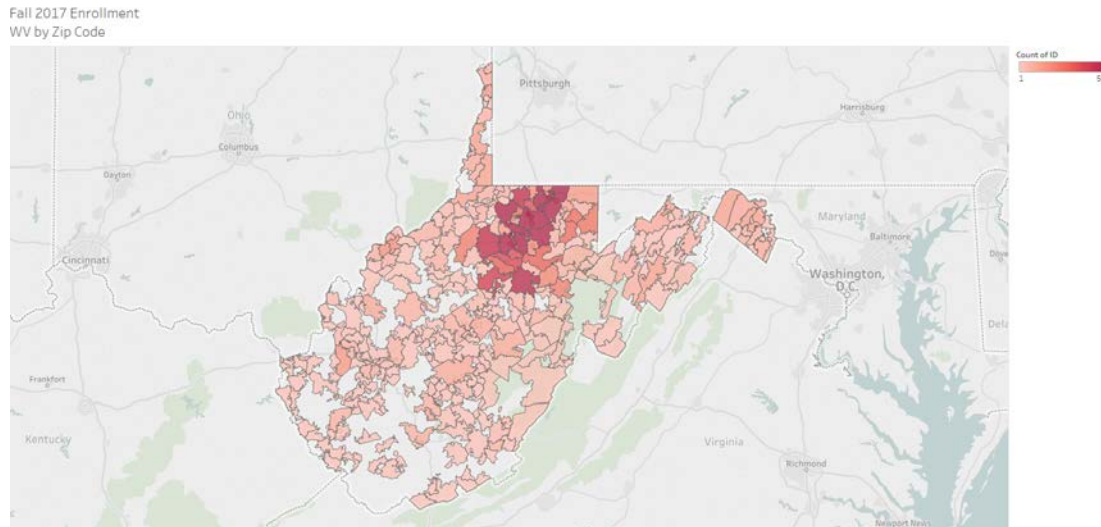 Fall 2017 Enrollment
WV by Zip Code
Count of ID
1 5
Pittsburgh
Harrisburg
Ohio
Columbus
Dayton
Maryland
Baltimore
Cincinnati
Washington,
D.C.
Frankfort
Kentucky
Virginia
Richmond
Newport News